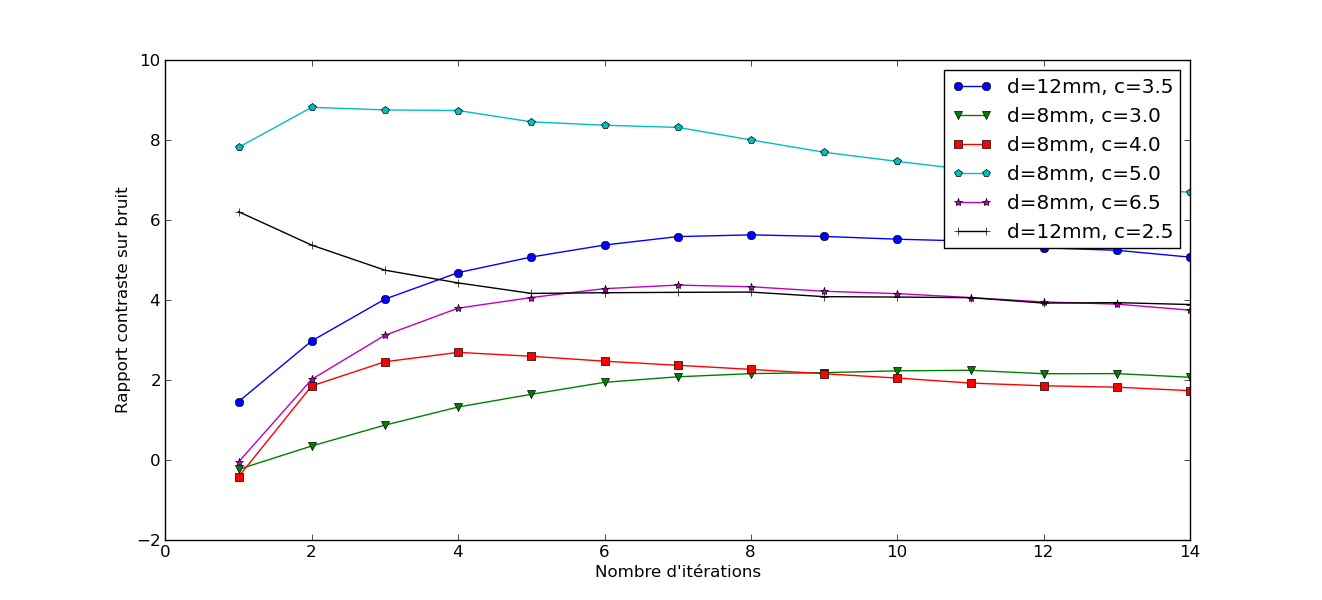 10
8
6
4
2
0
−2
0 2 4 6 8 10 12 14
Rapport contraste sur bruit
Nombre d'itérations
d=12mm, c=3.5
d=8mm, c=3.0
d=8mm, c=4.0
d=8mm, c=5.0
d=8mm, c=6.5
d=12mm, c=2.5